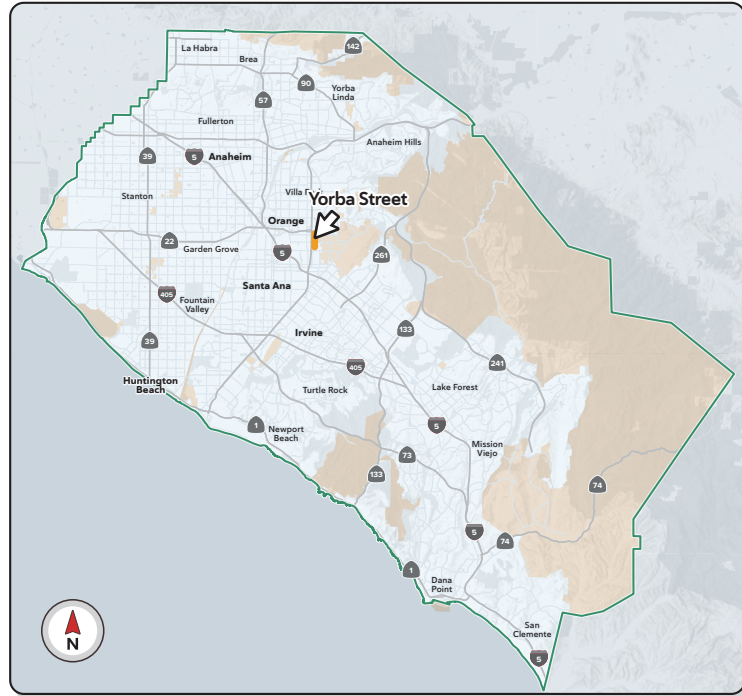 La Habra
142
Brea
90
Yorba
Linda
57
Fullerton
Anaheim Hills
39
5
Anaheim
Stanton
Villa
Yorba Street
Orange
22
Garden Grove
5
261
Santa Ana
405
Fountain
Valley
Irvine
133
39
241
405
Huntington
Beach
Turtle Rock
Lake Forest
1
Newport
Beach
5
Mission
Viejo
73
133
74
5
74
1
Dana
Point
San
Clemente
5
N